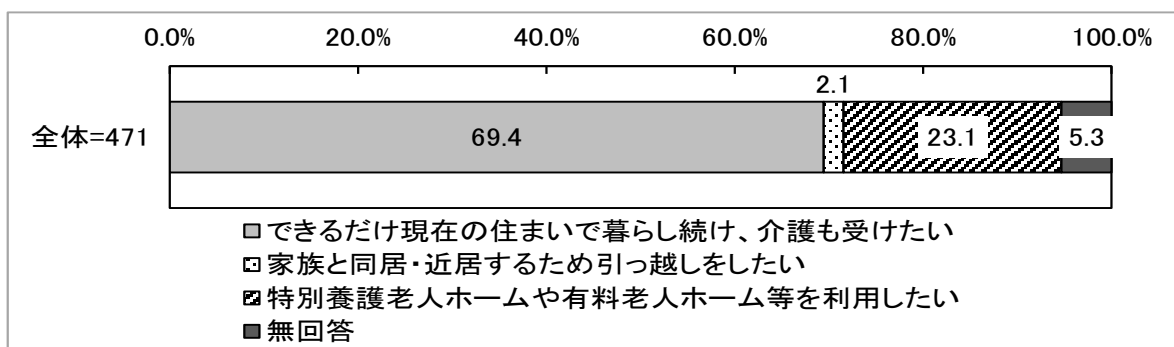 0.0% 20.0% 40.0% 60.0% 80.0% 100.0%
2.1
全体=471 69.4 23.1 5.3
できるだけ現在の住まいで暮らし続け、介護も受けたい
家族と同居・近居するため引っ越しをしたい
特別養護老人ホームや有料老人ホーム等を利用したい
無回答